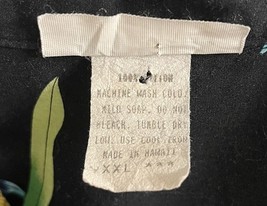 100% COTTON
MACHINE WASH COLD/
MILD SOAP. DO NOT
BLEACH. TUMBLE DRY
LOW. USE COOL IRON
MADE IN HAWAII
XXL ***